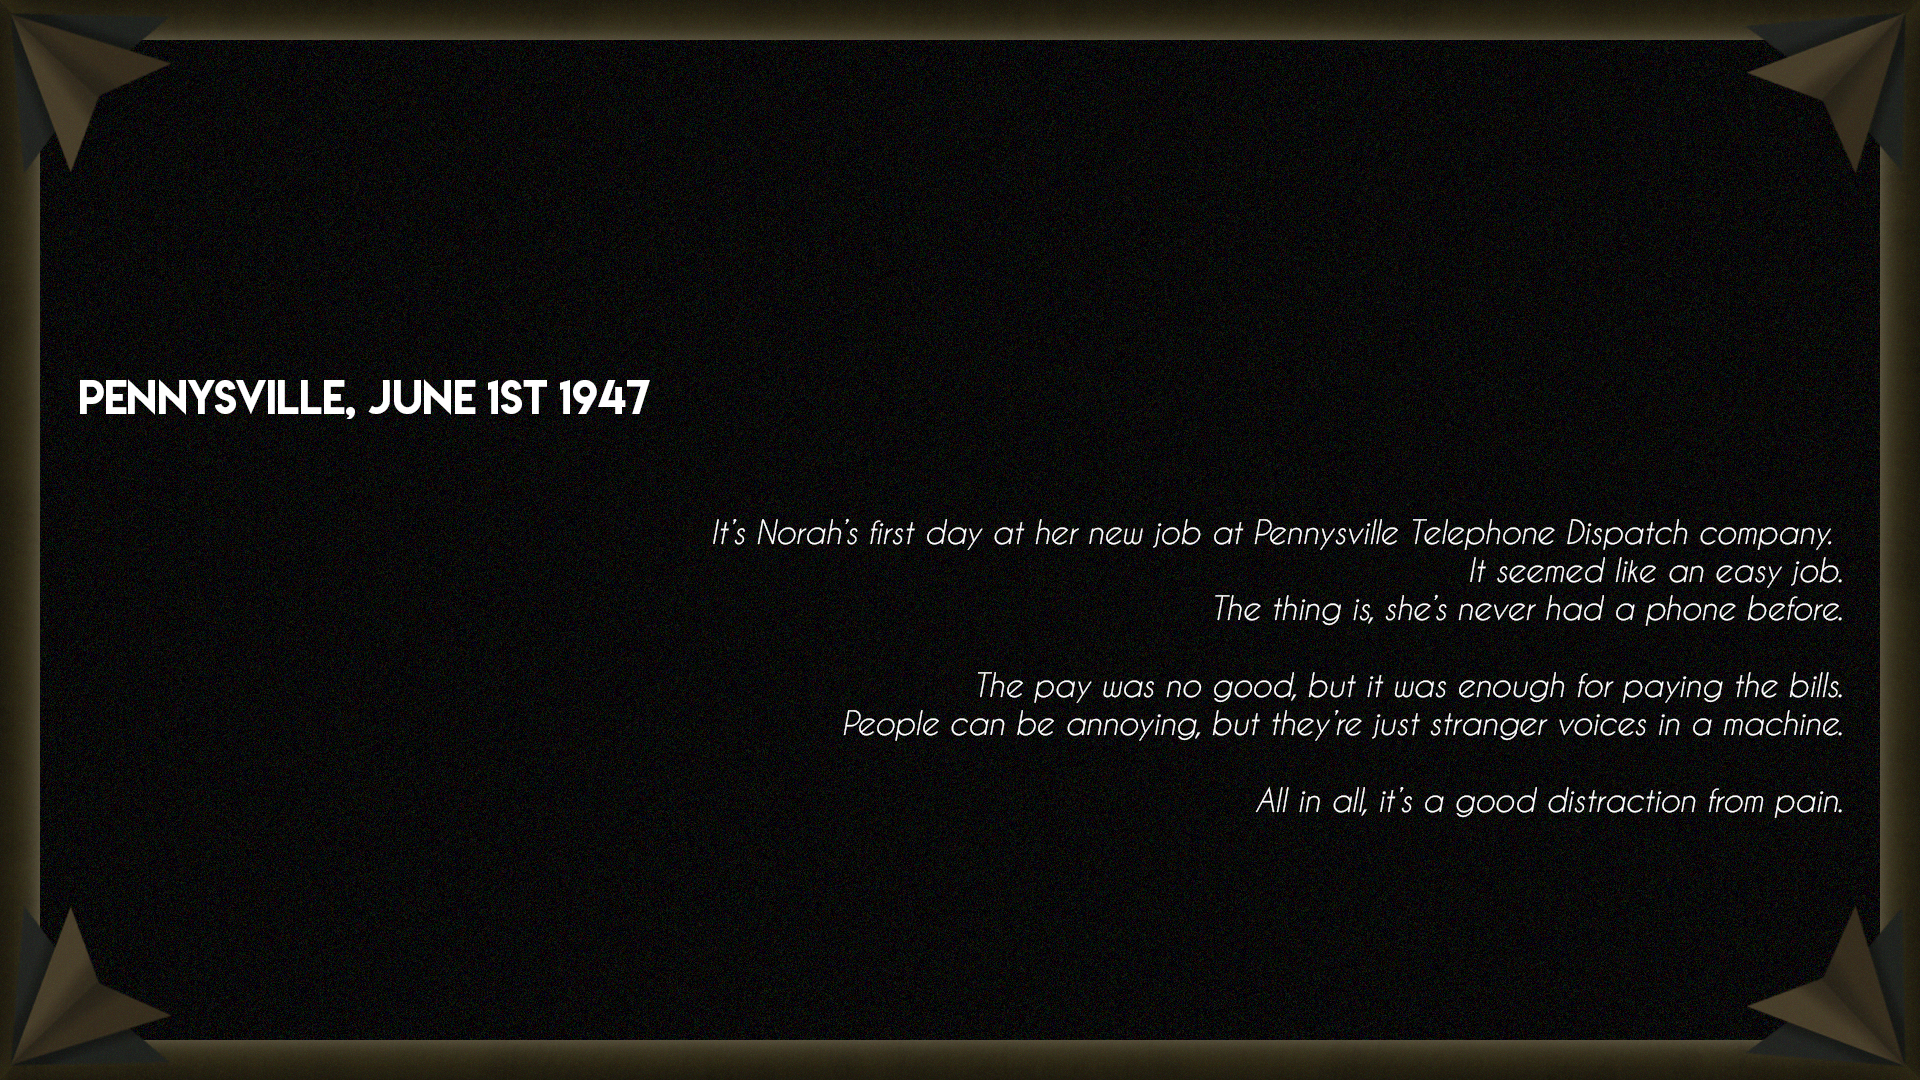 PENNYSVILLE, JUNE 1ST 1947
It's Norah's first day at her new job at Pennysville Telephone Dispatch company.
It seemed like an easy job.
The thing is, she's never had a phone before.
The pay was no good, but it was enough for paying the bills.
People can be annoying, but they're just stranger voices in a machine.
All in all, it's a good distraction from pain.